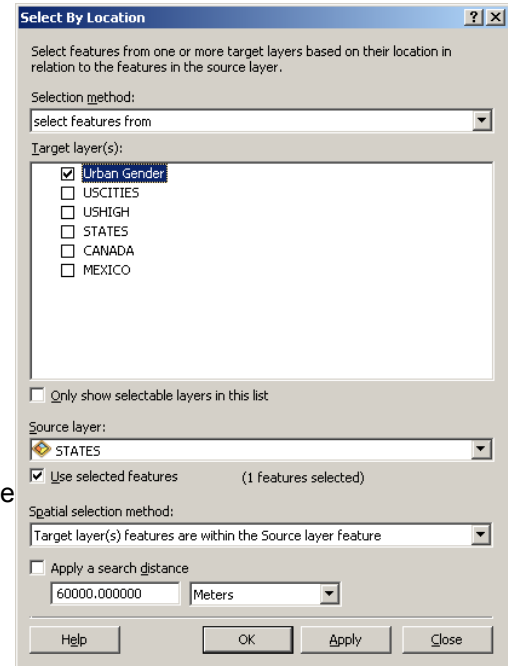 Select By Location
Select features from one or more target layers based on their location in
relation to the features in the source layer.
Selection method:
select features from
Target layer(s):
Urban Gender
USCITIES
USHIGH
STATES
CANADA
MEXICO
Only show selectable layers in this list
Source layer:
STATES
e
Use selected features (1 features selected)
Spatial selection method:
Target layer(s) features are within the Source layer feature
Apply a search distance
60000.000000 Meters
Help OK Apply Close